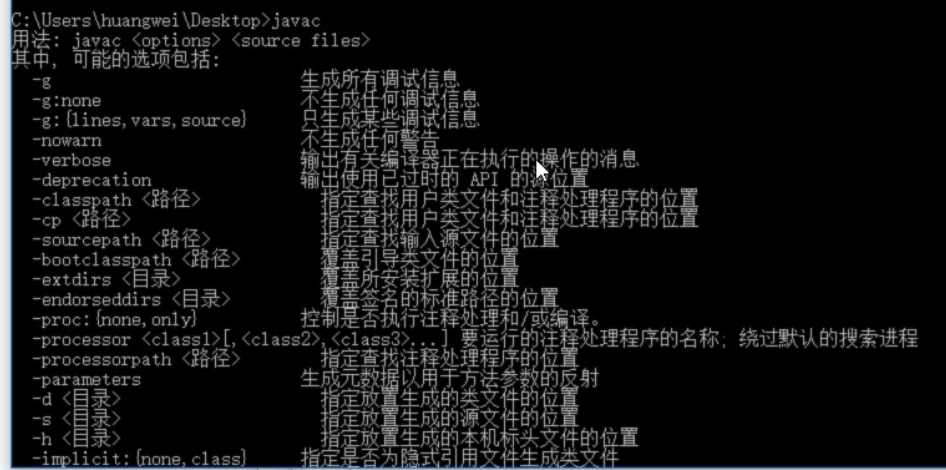 C:\Users\huangwei\Desktop>javac
用法: javac <options> <source files>
其中, 可能的选项包括:
-g 生成所有调试信息
-g:none 不生成任何调试信息
-g:{lines,vars,source} 只生成某些调试信息
-nowarn 不生成任何警告
-verbose 输出有关编译器正在执行的操作的消息
-deprecation 输出使用已过时的 API 的源位置
-classpath <路径> 指定查找用户类文件和注释处理程序的位置
-cp <路径> 指定查找用户类文件和注释处理程序的位置
-sourcepath <路径> 指定查找输入源文件的位置
-bootclasspath <路径> 覆盖引导类文件的位置
-extdirs <目录> 覆盖所安装扩展的位置
-endorseddirs <目录> 覆盖签名的标准路径的位置
-proc:{none,only} 控制是否执行注释处理和/或编译。
-processor <class1>[,<class2>,<class3>...] 要运行的注释处理程序的名称; 绕过默认的搜索进程
-processorpath <路径> 指定查找注释处理程序的位置
-parameters 生成元数据以用于方法参数的反射
-d <目录> 指定放置生成的类文件的位置
-s <目录> 指定放置生成的源文件的位置
-h <目录> 指定放置生成的本机标头文件的位置
-implicit:{none,class} 指定是否为隐式引用文件生成类文件